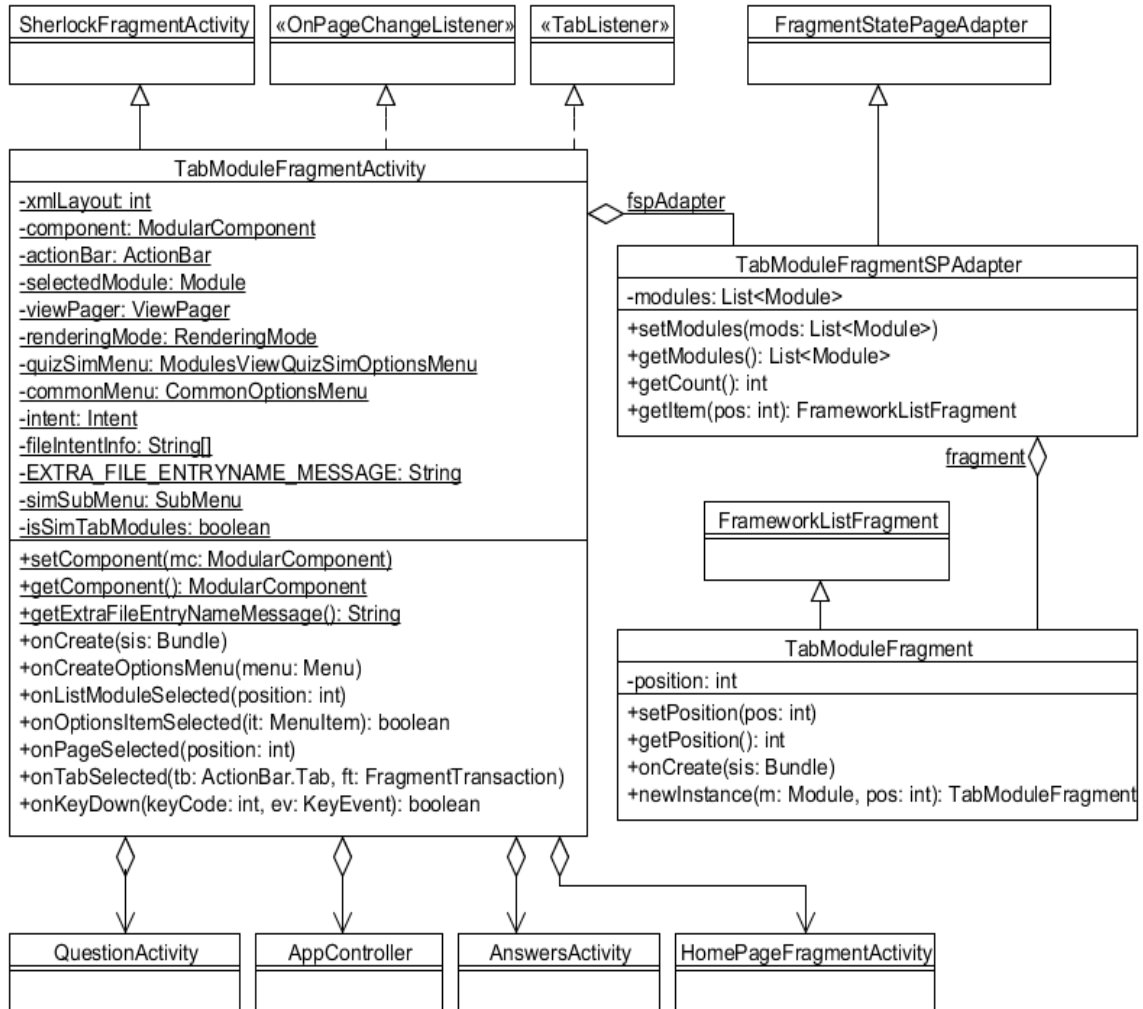 SherlockFragmentActivity
«OnPageChangeListener»
«TabListener»
FragmentStatePageAdapter
TabModuleFragmentActivity
-xmlLayout: int
-component: ModularComponent
-actionBar: ActionBar
-selectedModule: Module
-viewPager: ViewPager
-renderingMode: RenderingMode
-quizSimMenu: ModulesViewQuizSimOptionsMenu
-commonMenu: CommonOptionsMenu
-intent: Intent
-fileIntentInfo: String[]
-EXTRA_FILE_ENTRYNAME_MESSAGE: String
-simSubMenu: SubMenu
-isSimTabModules: boolean
+setComponent(mc: ModularComponent)
+getComponent(): ModularComponent
+getExtraFileEntryNameMessage(): String
+onCreate(sis: Bundle)
+onCreateOptionsMenu(menu: Menu)
+onListModuleSelected(position: int)
+onOptionsItemSelected(it: MenuItem): boolean
+onPageSelected(position: int)
+onTabSelected(tb: ActionBar.Tab, ft: FragmentTransaction)
+onKeyDown(keyCode: int, ev: KeyEvent): boolean
fspAdapter
TabModuleFragmentSPAdapter
-modules: List<Module>
+setModules(mods: List<Module>)
+getModules(): List<Module>
+getCount(): int
+getItem(pos: int): FrameworkListFragment
fragment
FrameworkListFragment
TabModuleFragment
-position: int
+setPosition(pos: int)
+getPosition(): int
+onCreate(sis: Bundle)
+newInstance(m: Module, pos: int): TabModuleFragment
QuestionActivity
AppController
AnswersActivity
HomePageFragmentActivity